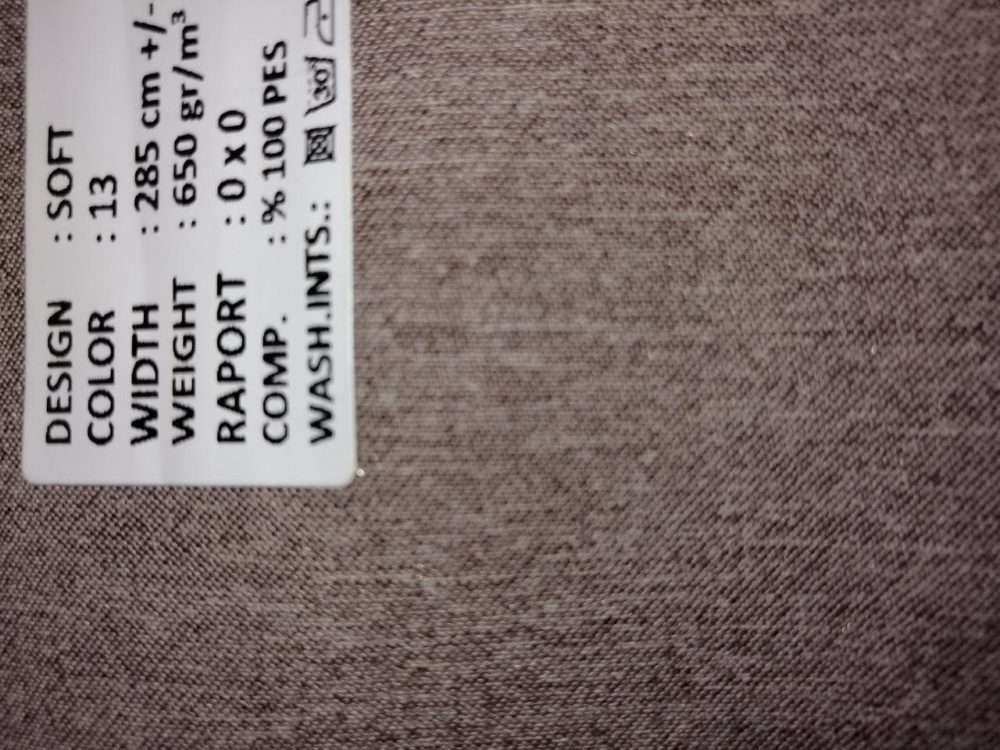 DESIGN : SOFT
COLOR : 13
WIDTH : 285 cm +/-
WEIGHT : 650 gr/m³
RAPORT : 0 x 0
COMP. : % 100 PES
WASH.INTS.: 30